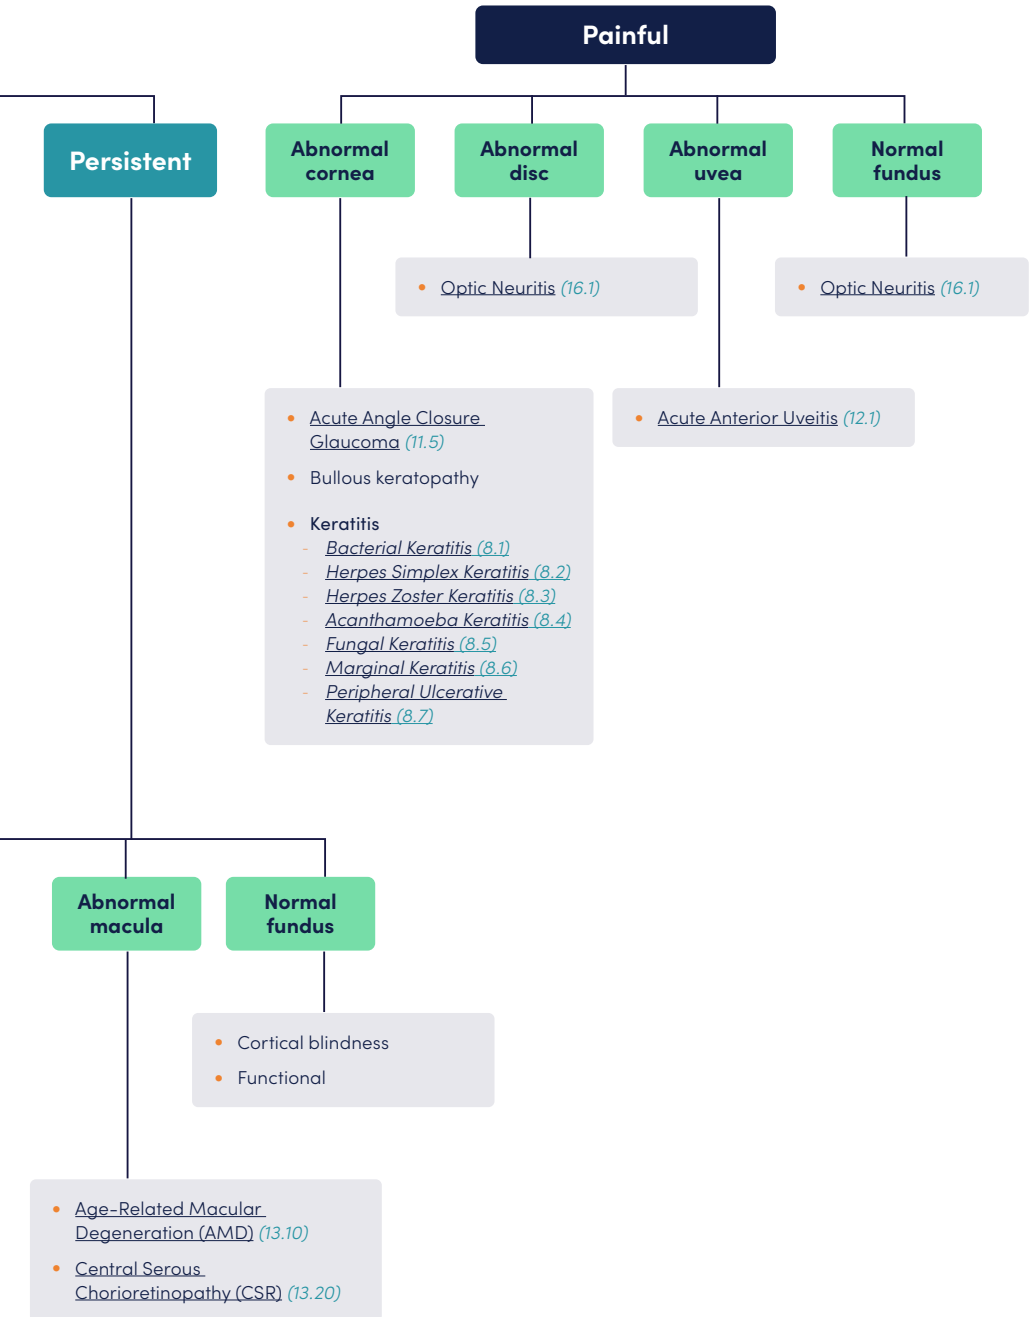 Painful
Persistent
Abnormal
cornea
Abnormal
disc
Abnormal
uvea
Normal
fundus
• Optic Neuritis (16.1)
• Optic Neuritis (16.1)
• Acute Angle Closure
Glaucoma (11.5)
• Bullous keratopathy
• Keratitis
- Bacterial Keratitis (8.1)
- Herpes Simplex Keratitis (8.2)
- Herpes Zoster Keratitis (8.3)
- Acanthamoeba Keratitis (8.4)
- Fungal Keratitis (8.5)
- Marginal Keratitis (8.6)
- Peripheral Ulcerative
Keratitis (8.7)
• Acute Anterior Uveitis (12.1)
Abnormal
macula
Normal
fundus
• Cortical blindness
• Functional
• Age-Related Macular
Degeneration (AMD) (13.10)
• Central Serous
Chorioretinopathy (CSR) (13.20)